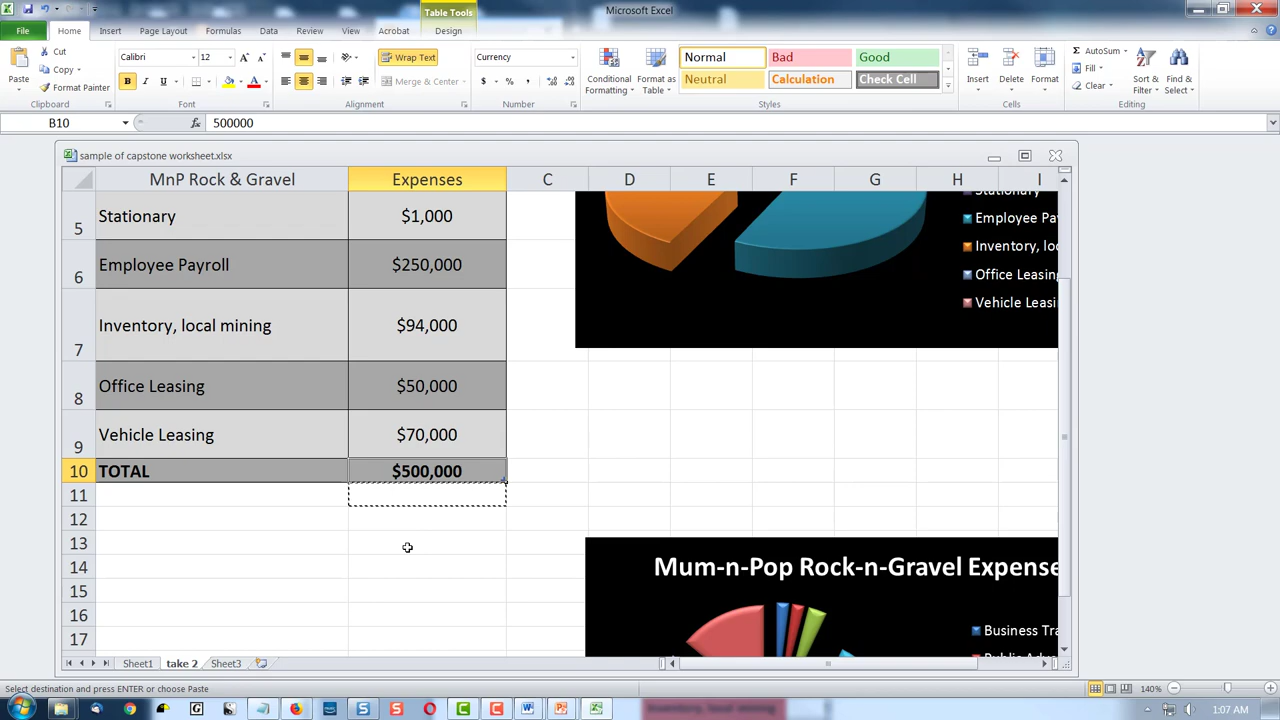 Table Tools
Microsoft Excel
File Home Insert Page Layout Formulas Data Review View Acrobat Design
Paste
Cut
Copy
Format Painter
Clipboard
Calibri 12
B I U A
Font
Wrap Text
Merge & Center
Alignment
Currency
$ % ,
Number
Conditional Formatting
Format as Table
Normal Bad Good
Neutral Calculation Check Cell
Styles
Insert Delete Format
Cells
AutoSum
Fill
Clear
Sort & Filter
Find & Select
Editing
B10 fx 500000
sample of capstone worksheet.xlsx
MnP Rock & Gravel Expenses C D E F G H I
5 Stationary $1,000
6 Employee Payroll $250,000
7 Inventory, local mining $94,000
8 Office Leasing $50,000
9 Vehicle Leasing $70,000
10 TOTAL $500,000
11
12
13
14
15
16
17
Stationary
Employee Pa
Inventory, loc
Office Leasing
Vehicle Leasi
Mum-n-Pop Rock-n-Gravel Expense
Business Tra
Sheet1 take 2 Sheet3
Select destination and press ENTER or choose Paste
140%
Inventory, local mining
1:07 AM